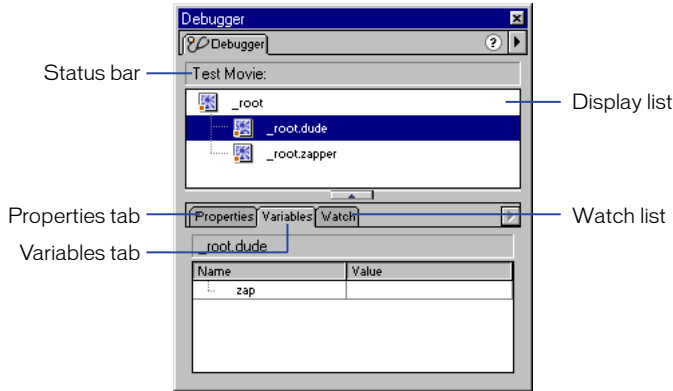 Debugger
Debugger
?
Status bar
Test Movie:
_root
Display list
_root.dude
_root.zapper
Properties tab
Properties Variables Watch
Watch list
Variables tab
_root.dude
Name Value
zap